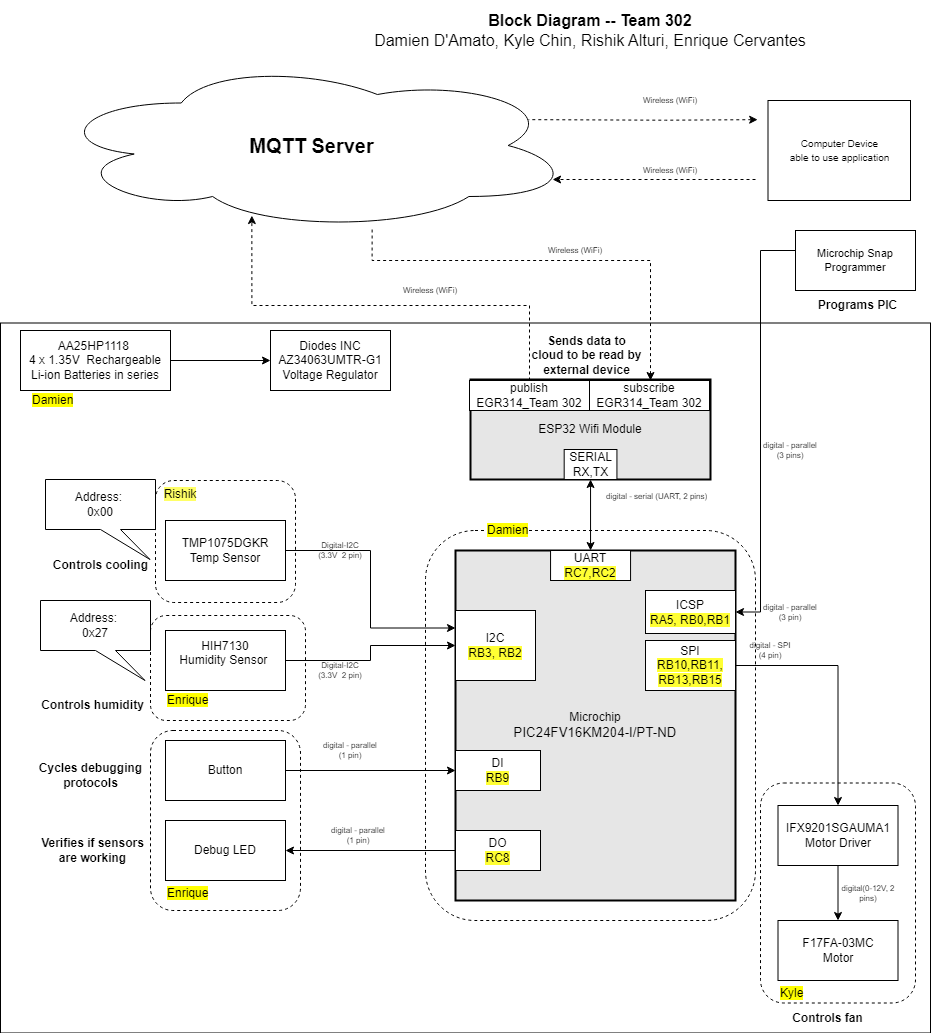 Block Diagram -- Team 302
Damien D'Amato, Kyle Chin, Rishik Alturi, Enrique Cervantes
MQTT Server
Wireless (WiFi)
Wireless (WiFi)
Computer Device
able to use application
Wireless (WiFi)
Wireless (WiFi)
Microchip Snap
Programmer
Programs PIC
AA25HP1118
4 x 1.35V Rechargeable
Li-ion Batteries in series
Damien
Diodes INC
AZ34063UMTR-G1
Voltage Regulator
Sends data to
cloud to be read by
external device
publish
EGR314_Team 302
subscribe
EGR314_Team 302
ESP32 Wifi Module
SERIAL
RX,TX
digital - serial (UART, 2 pins)
digital - parallel
(3 pins)
Address:
0x00
Rishik
TMP1075DGKR
Temp Sensor
Controls cooling
Digital-I2C
(3.3V 2 pin)
Address:
0x27
HIH7130
Humidity Sensor
Enrique
Controls humidity
Digital-I2C
(3.3V 2 pin)
Damien
UART
RC7,RC2
ICSP
RA5, RB0,RB1
digital - parallel
(3 pin)
I2C
RB3, RB2
SPI
RB10,RB11,
RB13,RB15
digital - SPI
(4 pin)
Microchip
PIC24FV16KM204-I/PT-ND
Cycles debugging
protocols
Button
digital - parallel
(1 pin)
DI
RB9
Verifies if sensors
are working
Debug LED
Enrique
digital - parallel
(1 pin)
DO
RC8
IFX9201SGAUMA1
Motor Driver
digital(0-12V, 2
pins)
F17FA-03MC
Motor
Kyle
Controls fan